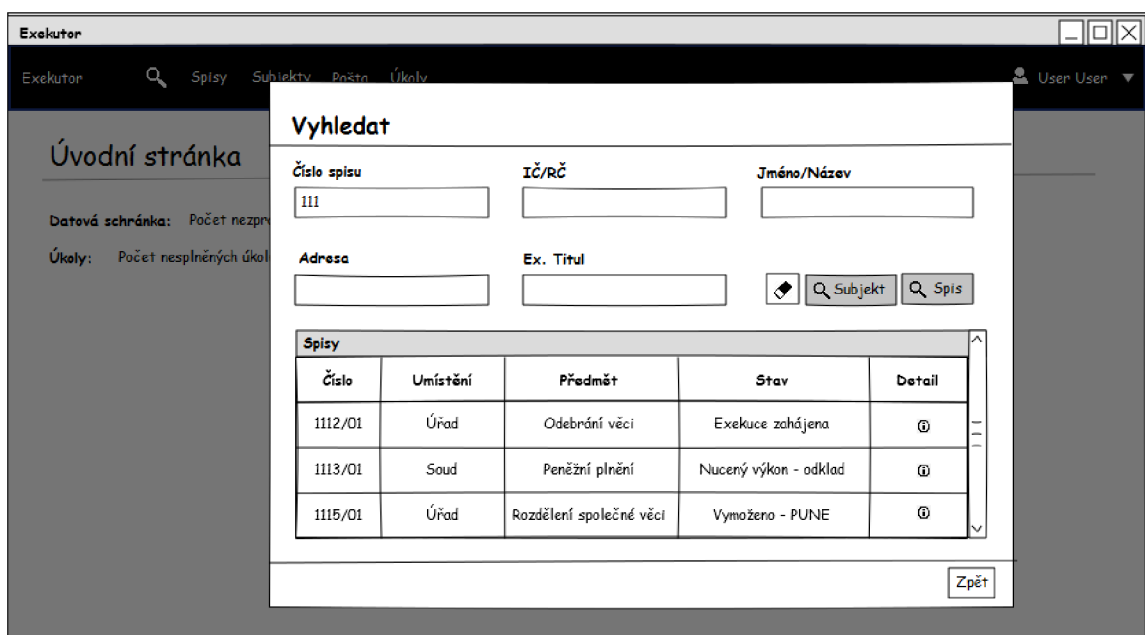 Exekutor
Exekutor Spisy Subjekty Pošta Úkoly User User
Vyhledat
Úvodní stránka
Číslo spisu IČ/RČ Jméno/Název
111
Datová schránka: Počet
Úkoly: Počet nesplněných
Adresa Ex. Titul
Subjekt Spis
Spisy
Číslo Umístění Předmět Stav Detail
1112/01 Úřad Odebrání věci Exekuce zahájena
1113/01 Soud Peněžní plnění Nucený výkon - odklad
1115/01 Úřad Rozdělení společné věci Vymoženo - PUNE
Zpět